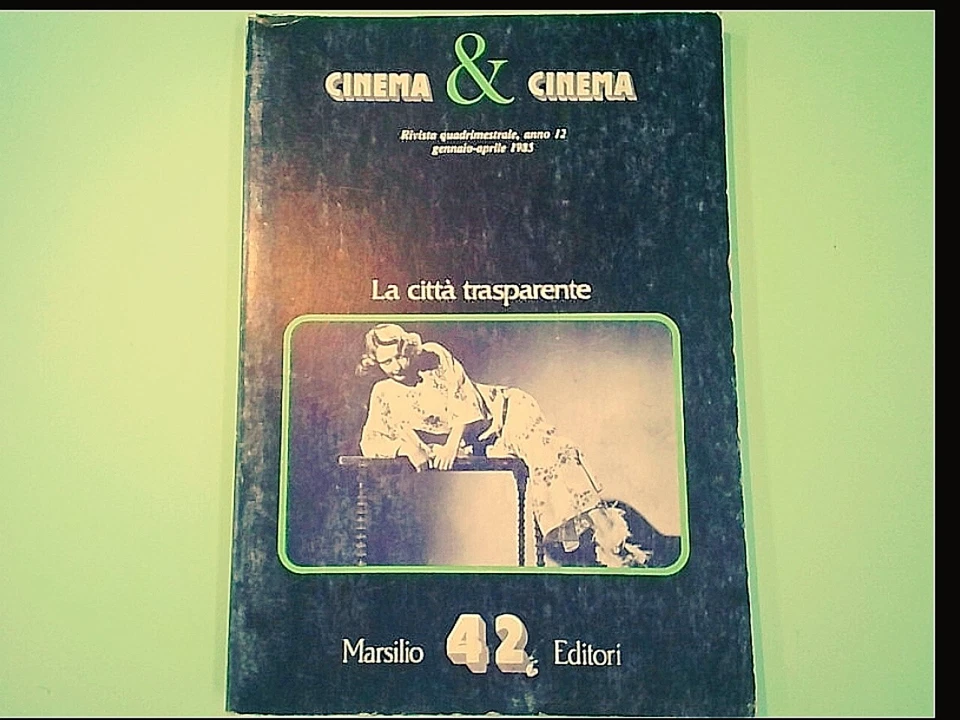 CINEMA & CINEMA
Rivista quadrimestrale, anno 12
gennaio-aprile 1985
La città trasparente
Marsilio 42 Editori